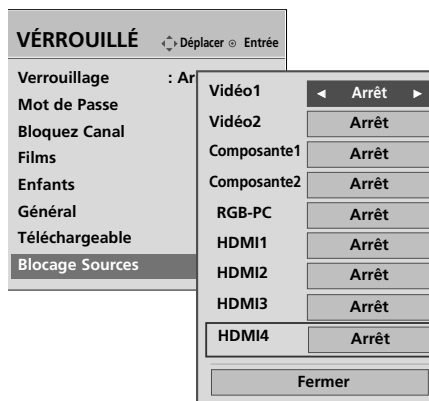 VÉRROUILLÉ Déplacer Entrée
Verrouillage : Ar
Mot de Passe
Bloquez Canal
Films
Enfants
Général
Téléchargeable
Blocage Sources
Vidéo1 ◄ Arrêt ►
Vidéo2 Arrêt
Composante1 Arrêt
Composante2 Arrêt
RGB-PC Arrêt
HDMI1 Arrêt
HDMI2 Arrêt
HDMI3 Arrêt
HDMI4 Arrêt
Fermer